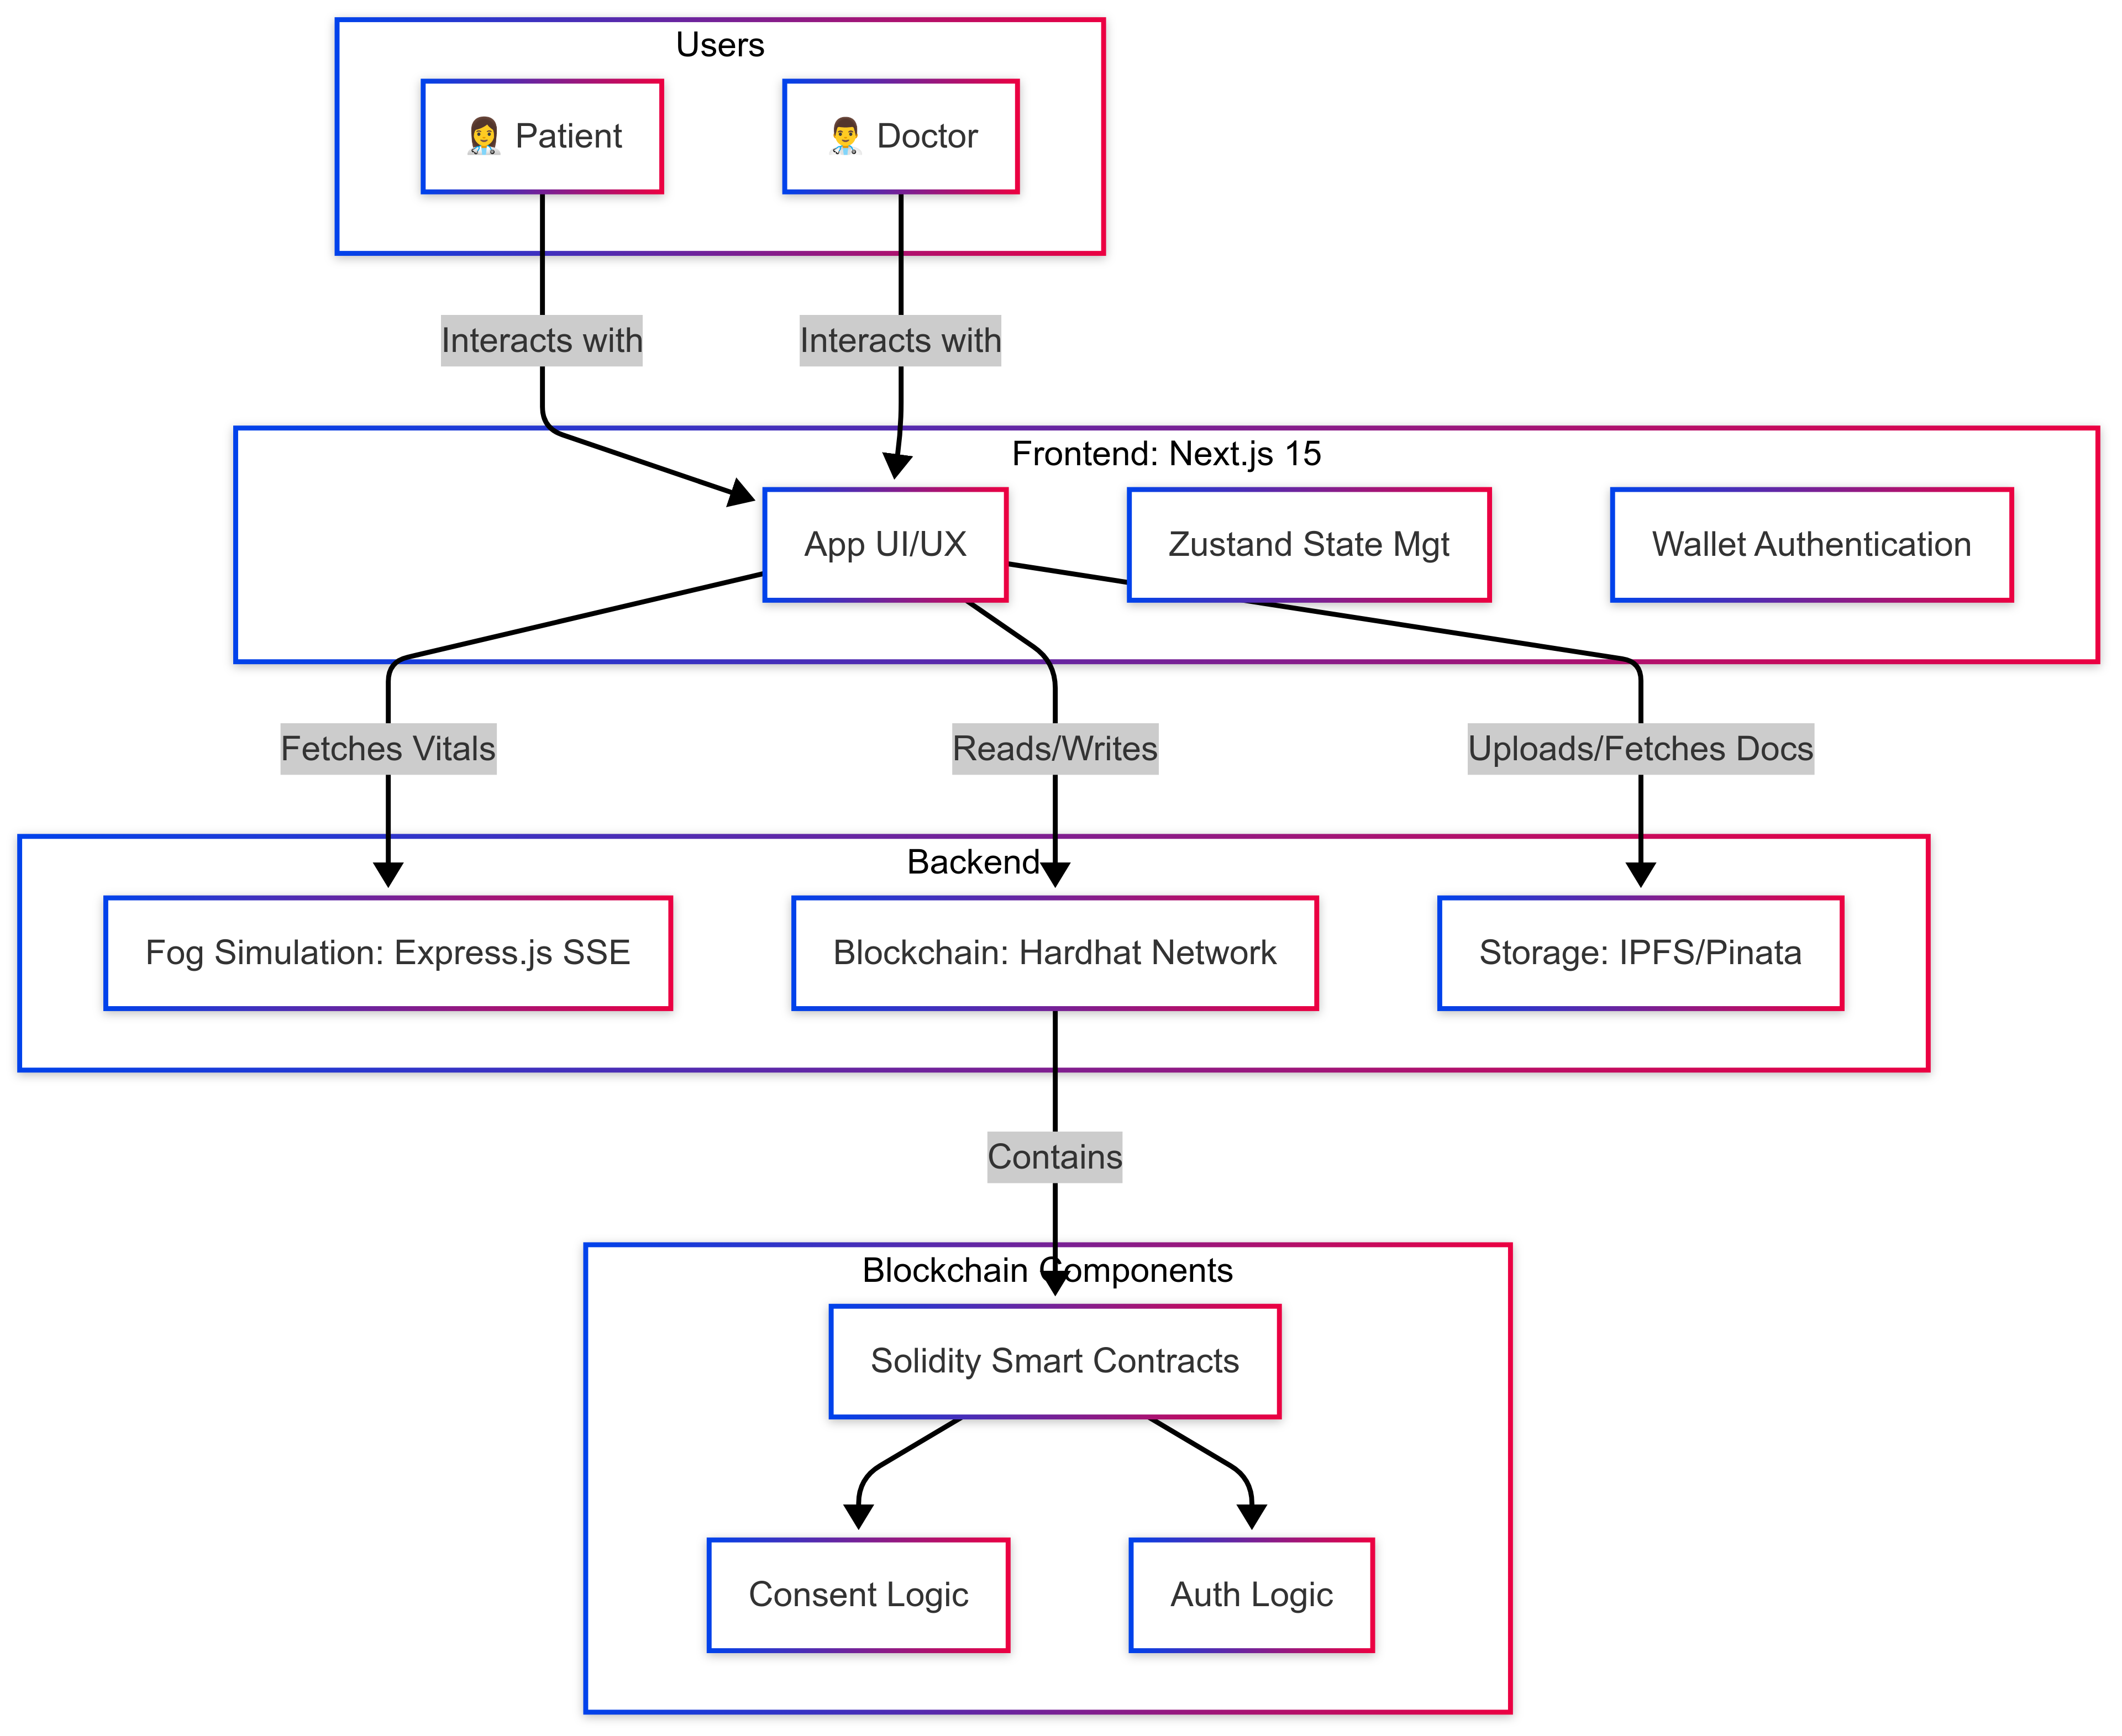 Users
Patient
Doctor
Interacts with
Interacts with
Frontend: Next.js 15
App UI/UX
Zustand State Mgt
Wallet Authentication
Fetches Vitals
Reads/Writes
Uploads/Fetches Docs
Backend
Fog Simulation: Express.js SSE
Blockchain: Hardhat Network
Storage: IPFS/Pinata
Contains
Blockchain Components
Solidity Smart Contracts
Consent Logic
Auth Logic